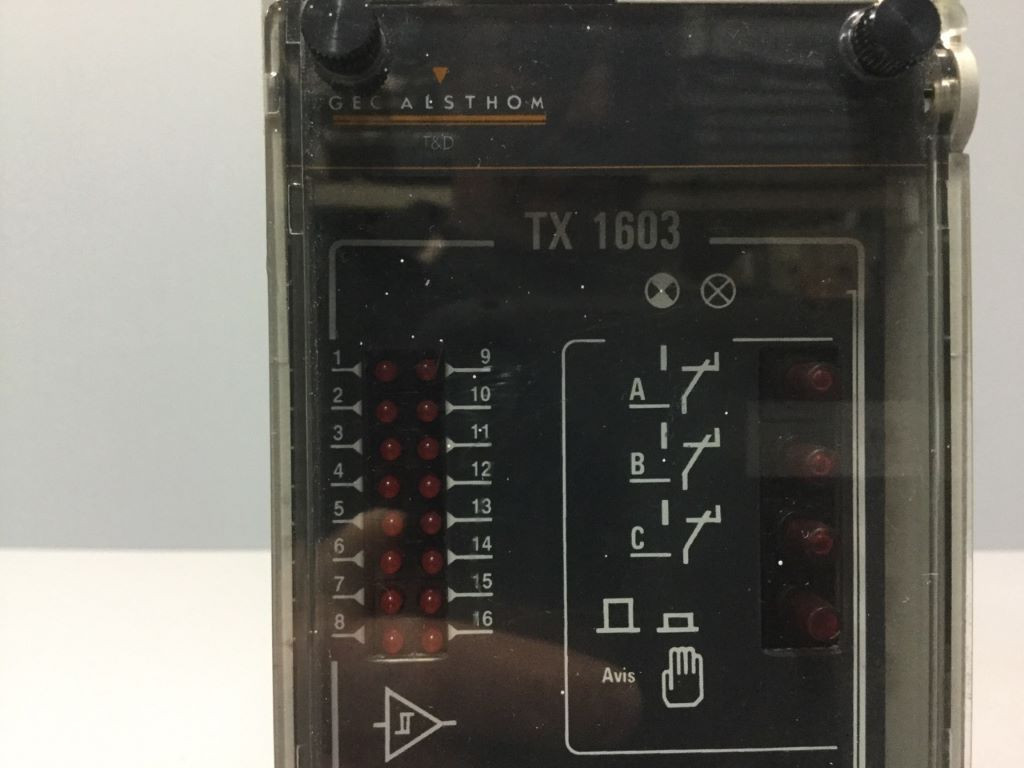 GEC ALSTHOM
T&D
TX 1603
1 9
2 10
3 11
4 12
5 13
6 14
7 15
8 16
A
B
C
Avis